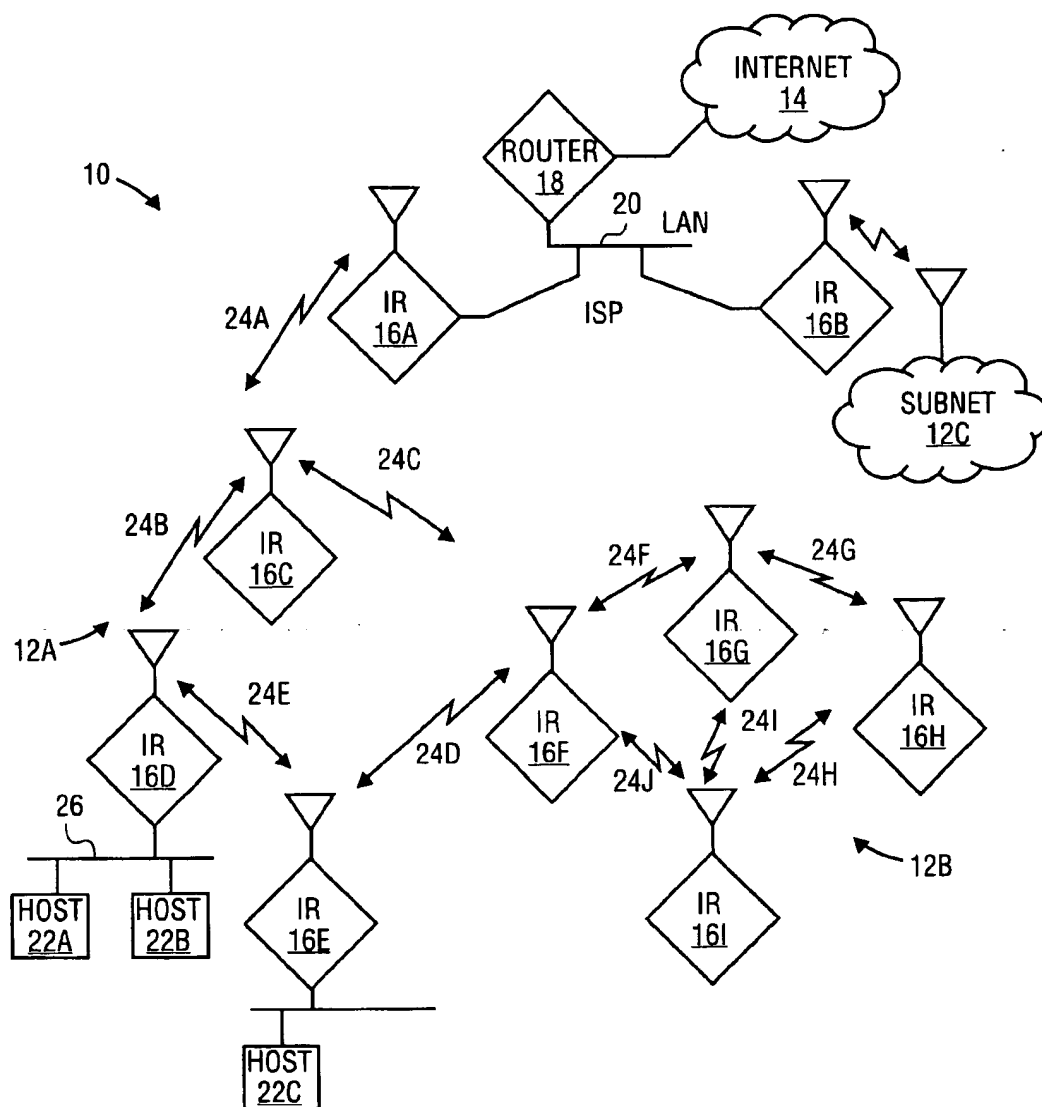 INTERNET
14
ROUTER
18
10
20
LAN
ISP
24A
IR
16A
IR
16B
SUBNET
12C
24C
24B
IR
16C
24F
24G
12A
IR
16G
24E
IR
16D
24D
IR
16F
24I
IR
16H
24J
24H
26
12B
HOST
22A
HOST
22B
IR
16E
IR
16I
HOST
22C